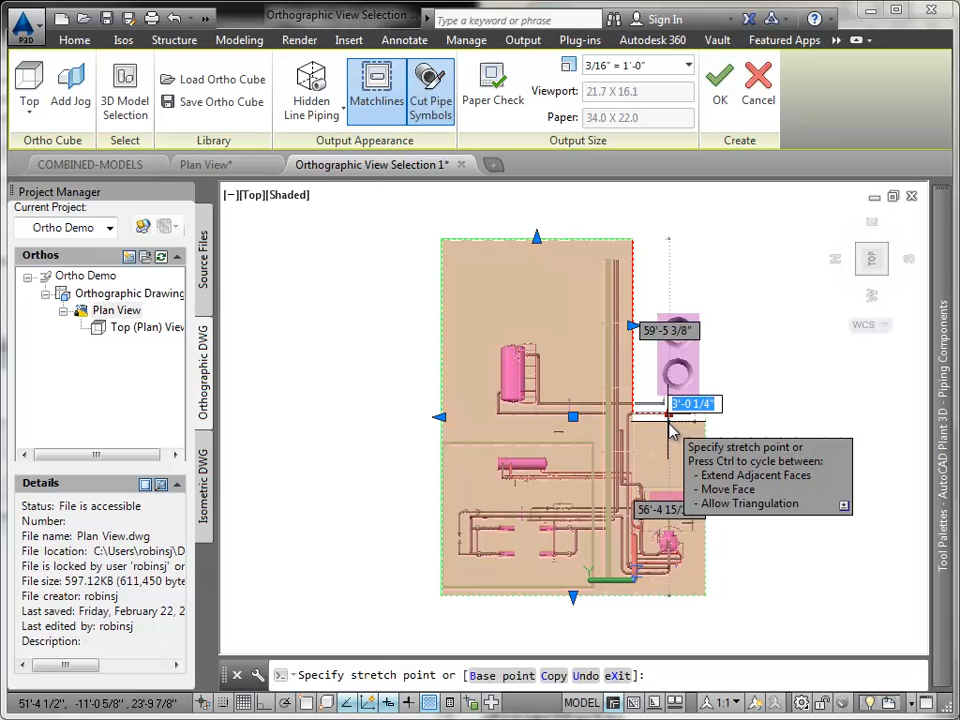 Orthographic View Selection ...
Type a keyword or phrase
Sign In
P3D
Home
Isos
Structure
Modeling
Render
Insert
Annotate
Manage
Output
Plug-ins
Autodesk 360
Vault
Featured Apps
Top
Add Jog
3D Model
Selection
Load Ortho Cube
Save Ortho Cube
Hidden
Line Piping
Matchlines
Cut Pipe
Symbols
Paper Check
3/16" = 1'-0"
Viewport:
21.7 X 16.1
Paper:
34.0 X 22.0
OK
Cancel
Ortho Cube
Select
Library
Output Appearance
Output Size
Create
COMBINED-MODELS
Plan View*
Orthographic View Selection 1*
Project Manager
Current Project:
Ortho Demo
Orthos
Ortho Demo
Orthographic Drawing
Plan View
Top (Plan) View
Details
Status: File is accessible
Number:
File name: Plan View.dwg
File location: C:\Users\robinsj\D
File is locked by user 'robinsj' or
File size: 597.12KB (611,450 byte
File creator: robinsj
Last saved: Friday, February 22, 2
Last edited by: robinsj
Description:
Source Files
Orthographic DWG
Isometric DWG
[−][Top][Shaded]
E
N
TOP
S
W
WCS
59'-5 3/8"
3'-0 1/4"
Specify stretch point or
Press Ctrl to cycle between:
- Extend Adjacent Faces
- Move Face
- Allow Triangulation
56'-4 15/
Y
Tool Palettes - AutoCAD Plant 3D - Piping Components
Specify stretch point or [Base point Copy Undo eXit]:
51'-4 1/2", -11'-0 5/8", 23'-9 7/8"
MODEL
1:1